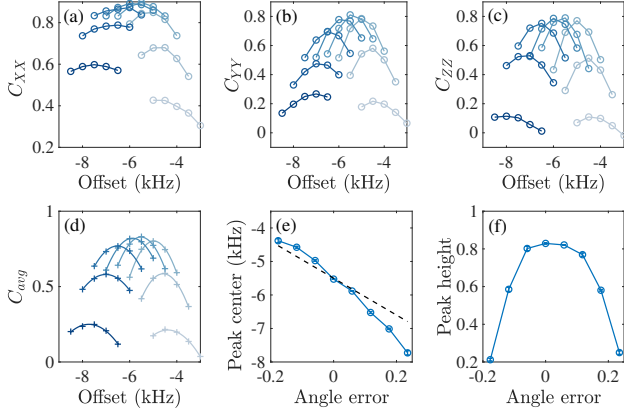 (a)
C_XX
0.8
0.6
0.4
0.2
-8
-6
-4
Offset (kHz)
(b)
C_YY
0.8
0.6
0.4
0.2
0
-8
-6
-4
Offset (kHz)
(c)
C_ZZ
0.8
0.6
0.4
0.2
0
-8
-6
-4
Offset (kHz)
(d)
C_avg
1
0.5
0
-8
-6
-4
Offset (kHz)
(e)
Peak center (kHz)
-4
-5
-6
-7
-8
-0.2
0
0.2
Angle error
(f)
Peak height
1
0.8
0.6
0.4
0.2
-0.2
0
0.2
Angle error